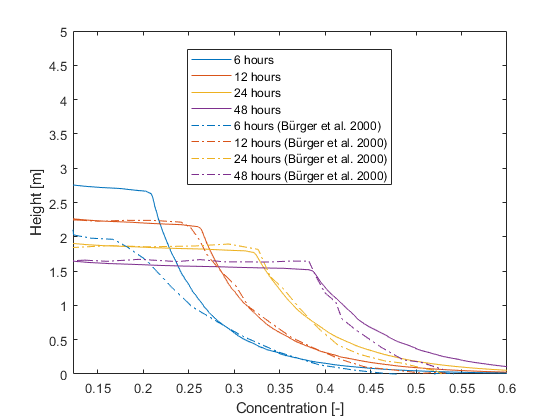 5
4.5
4
3.5
3
2.5
2
1.5
1
0.5
0
Height [m]
6 hours
12 hours
24 hours
48 hours
6 hours (Bürger et al. 2000)
12 hours (Bürger et al. 2000)
24 hours (Bürger et al. 2000)
48 hours (Bürger et al. 2000)
0.15 0.2 0.25 0.3 0.35 0.4 0.45 0.5 0.55 0.6
Concentration [-]